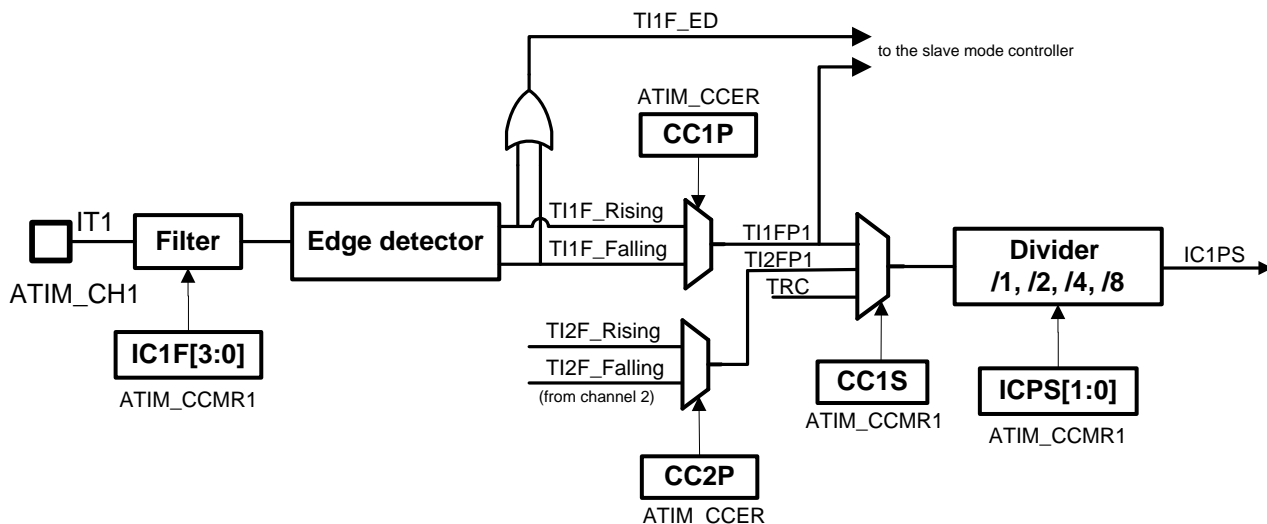 TI1F_ED
to the slave mode controller
ATIM_CCER
CC1P
IT1
Filter
Edge detector
TI1F_Rising
TI1F_Falling
TI1FP1
TI2FP1
TRC
Divider
/1, /2, /4, /8
IC1PS
ATIM_CH1
IC1F[3:0]
ATIM_CCMR1
TI2F_Rising
TI2F_Falling
(from channel 2)
CC1S
ATIM_CCMR1
ICPS[1:0]
ATIM_CCMR1
CC2P
ATIM_CCER